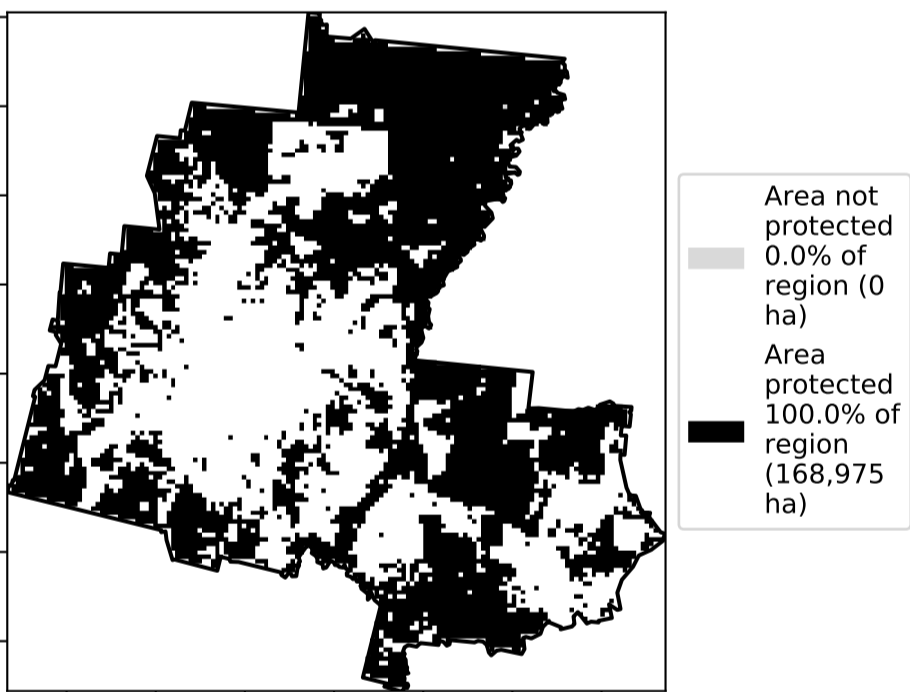 Area not
protected
0.0% of
region (0
ha)
Area
protected
100.0% of
region
(168,975
ha)